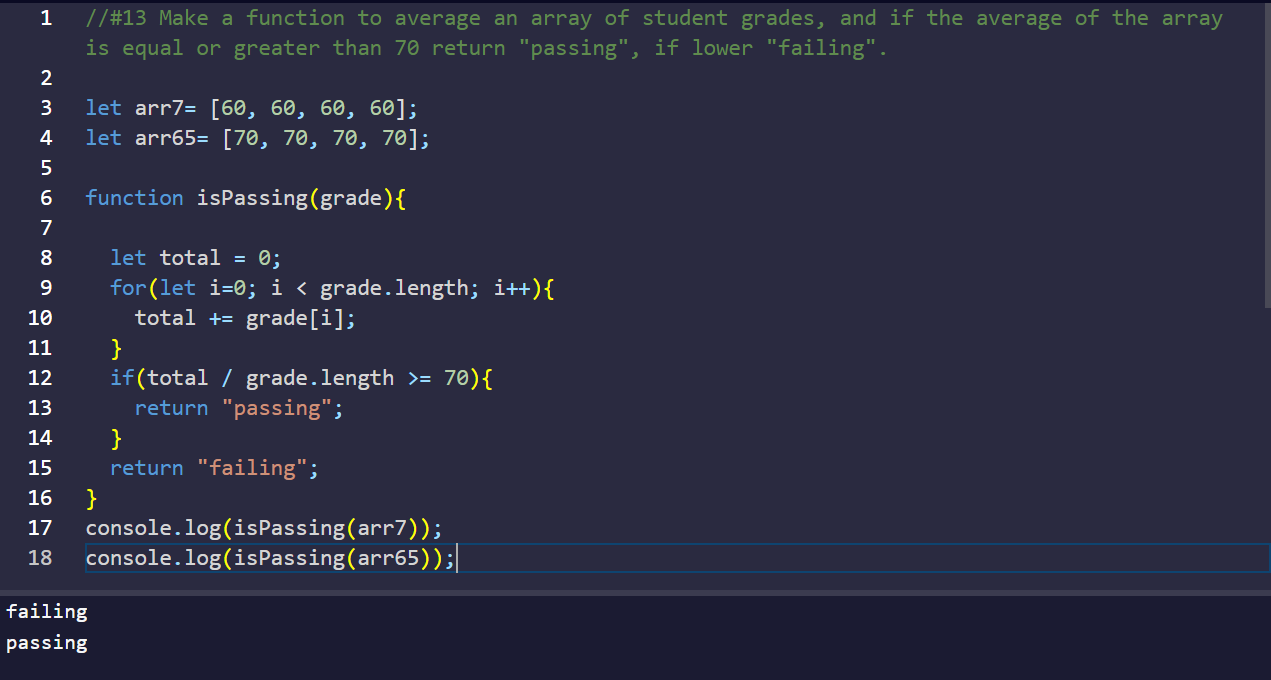 1 //#13 Make a function to average an array of student grades, and if the average of the array
is equal or greater than 70 return "passing", if lower "failing".
2
3 let arr7= [60, 60, 60, 60];
4 let arr65= [70, 70, 70, 70];
5
6 function isPassing(grade){
7
8   let total = 0;
9   for(let i=0; i < grade.length; i++){
10     total += grade[i];
11   }
12   if(total / grade.length >= 70){
13     return "passing";
14   }
15   return "failing";
16 }
17 console.log(isPassing(arr7));
18 console.log(isPassing(arr65));
failing
passing